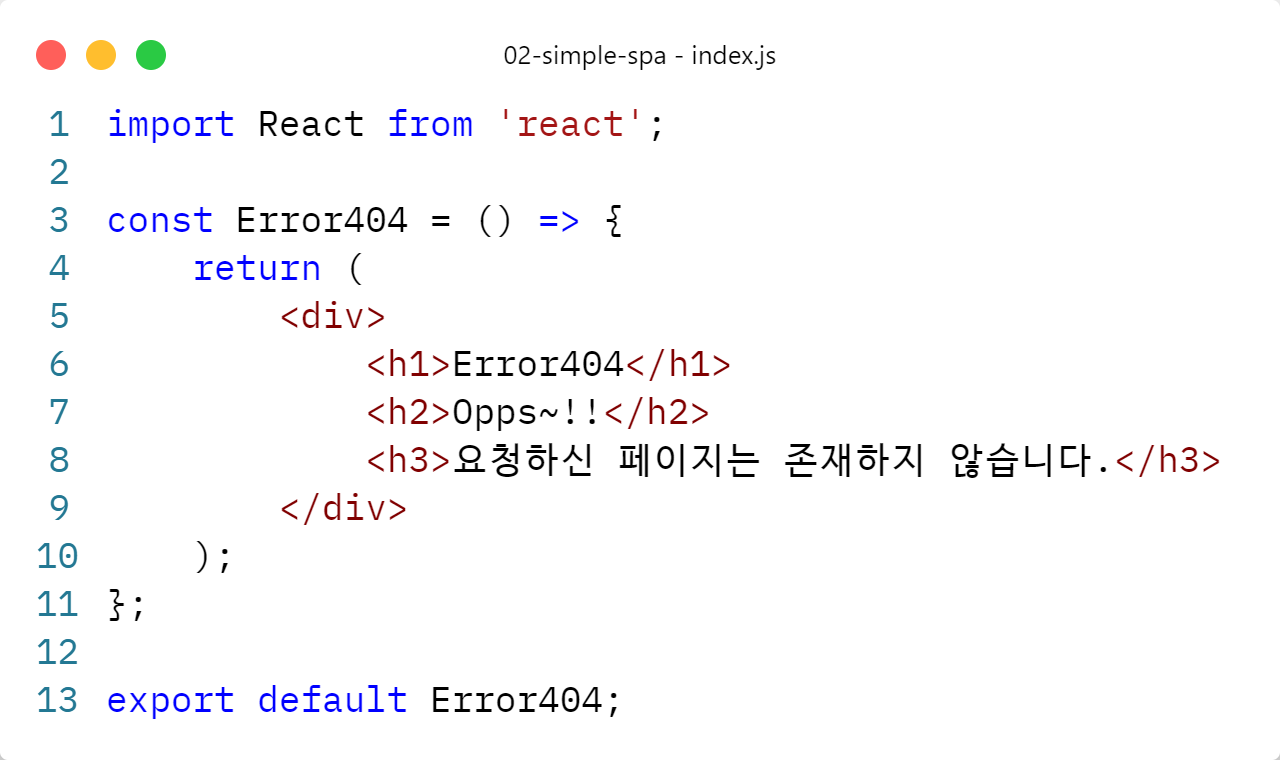 02-simple-spa - index.js
1 import React from 'react';
2
3 const Error404 = () => {
4     return (
5         <div>
6             <h1>Error404</h1>
7             <h2>Opps~!!</h2>
8             <h3>요청하신 페이지는 존재하지 않습니다.</h3>
9         </div>
10     );
11 };
12
13 export default Error404;